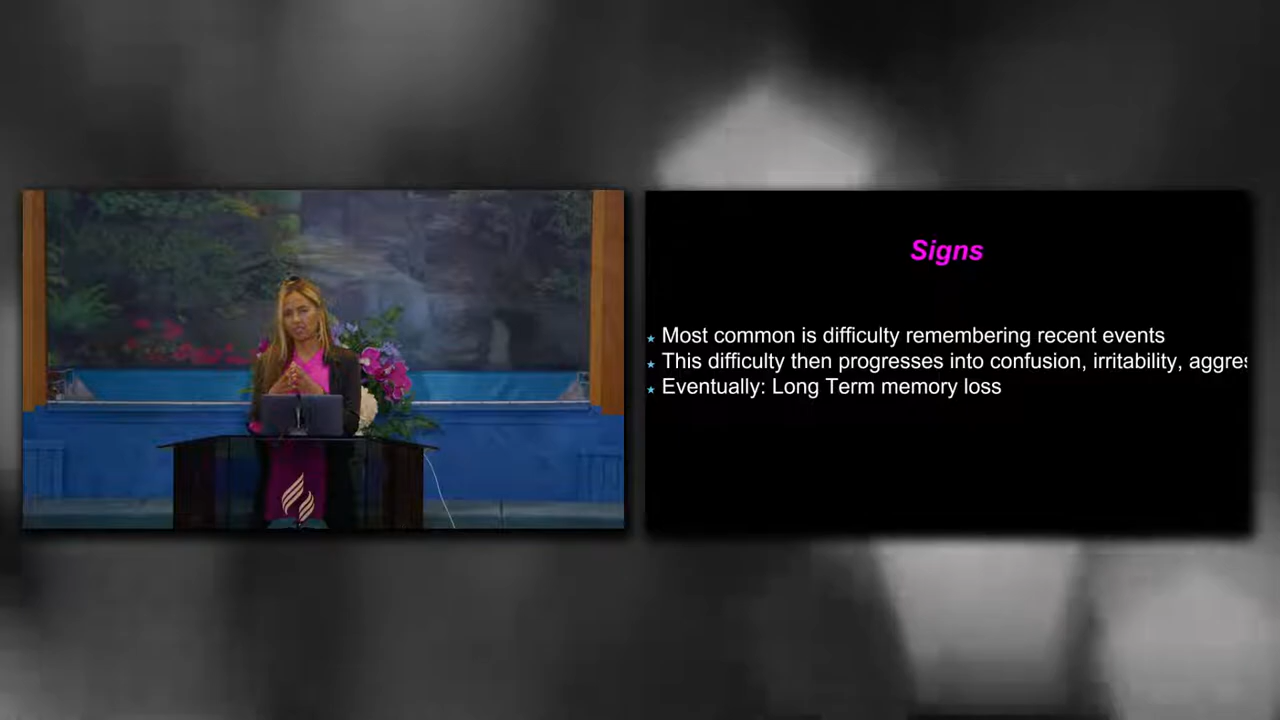 Signs
Most common is difficulty remembering recent events
This difficulty then progresses into confusion, irritability, aggres
Eventually: Long Term memory loss